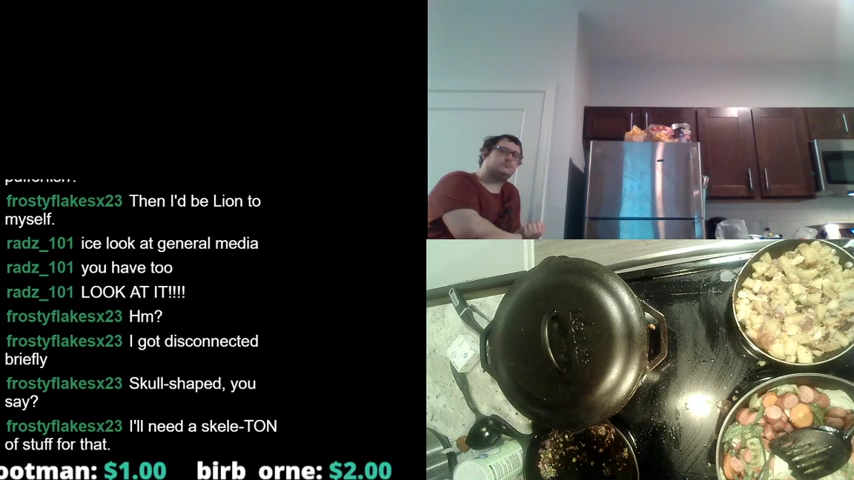 frostyflakesx23 Then I'd be Lion to
myself.
radz_101 ice look at general media
radz_101 you have too
radz_101 LOOK AT IT!!!!
frostyflakesx23 Hm?
frostyflakesx23 I got disconnected
briefly
frostyflakesx23 Skull-shaped, you
say?
frostyflakesx23 I'll need a skele-TON
of stuff for that.
ootman: $1.00 birb_orne: $2.00